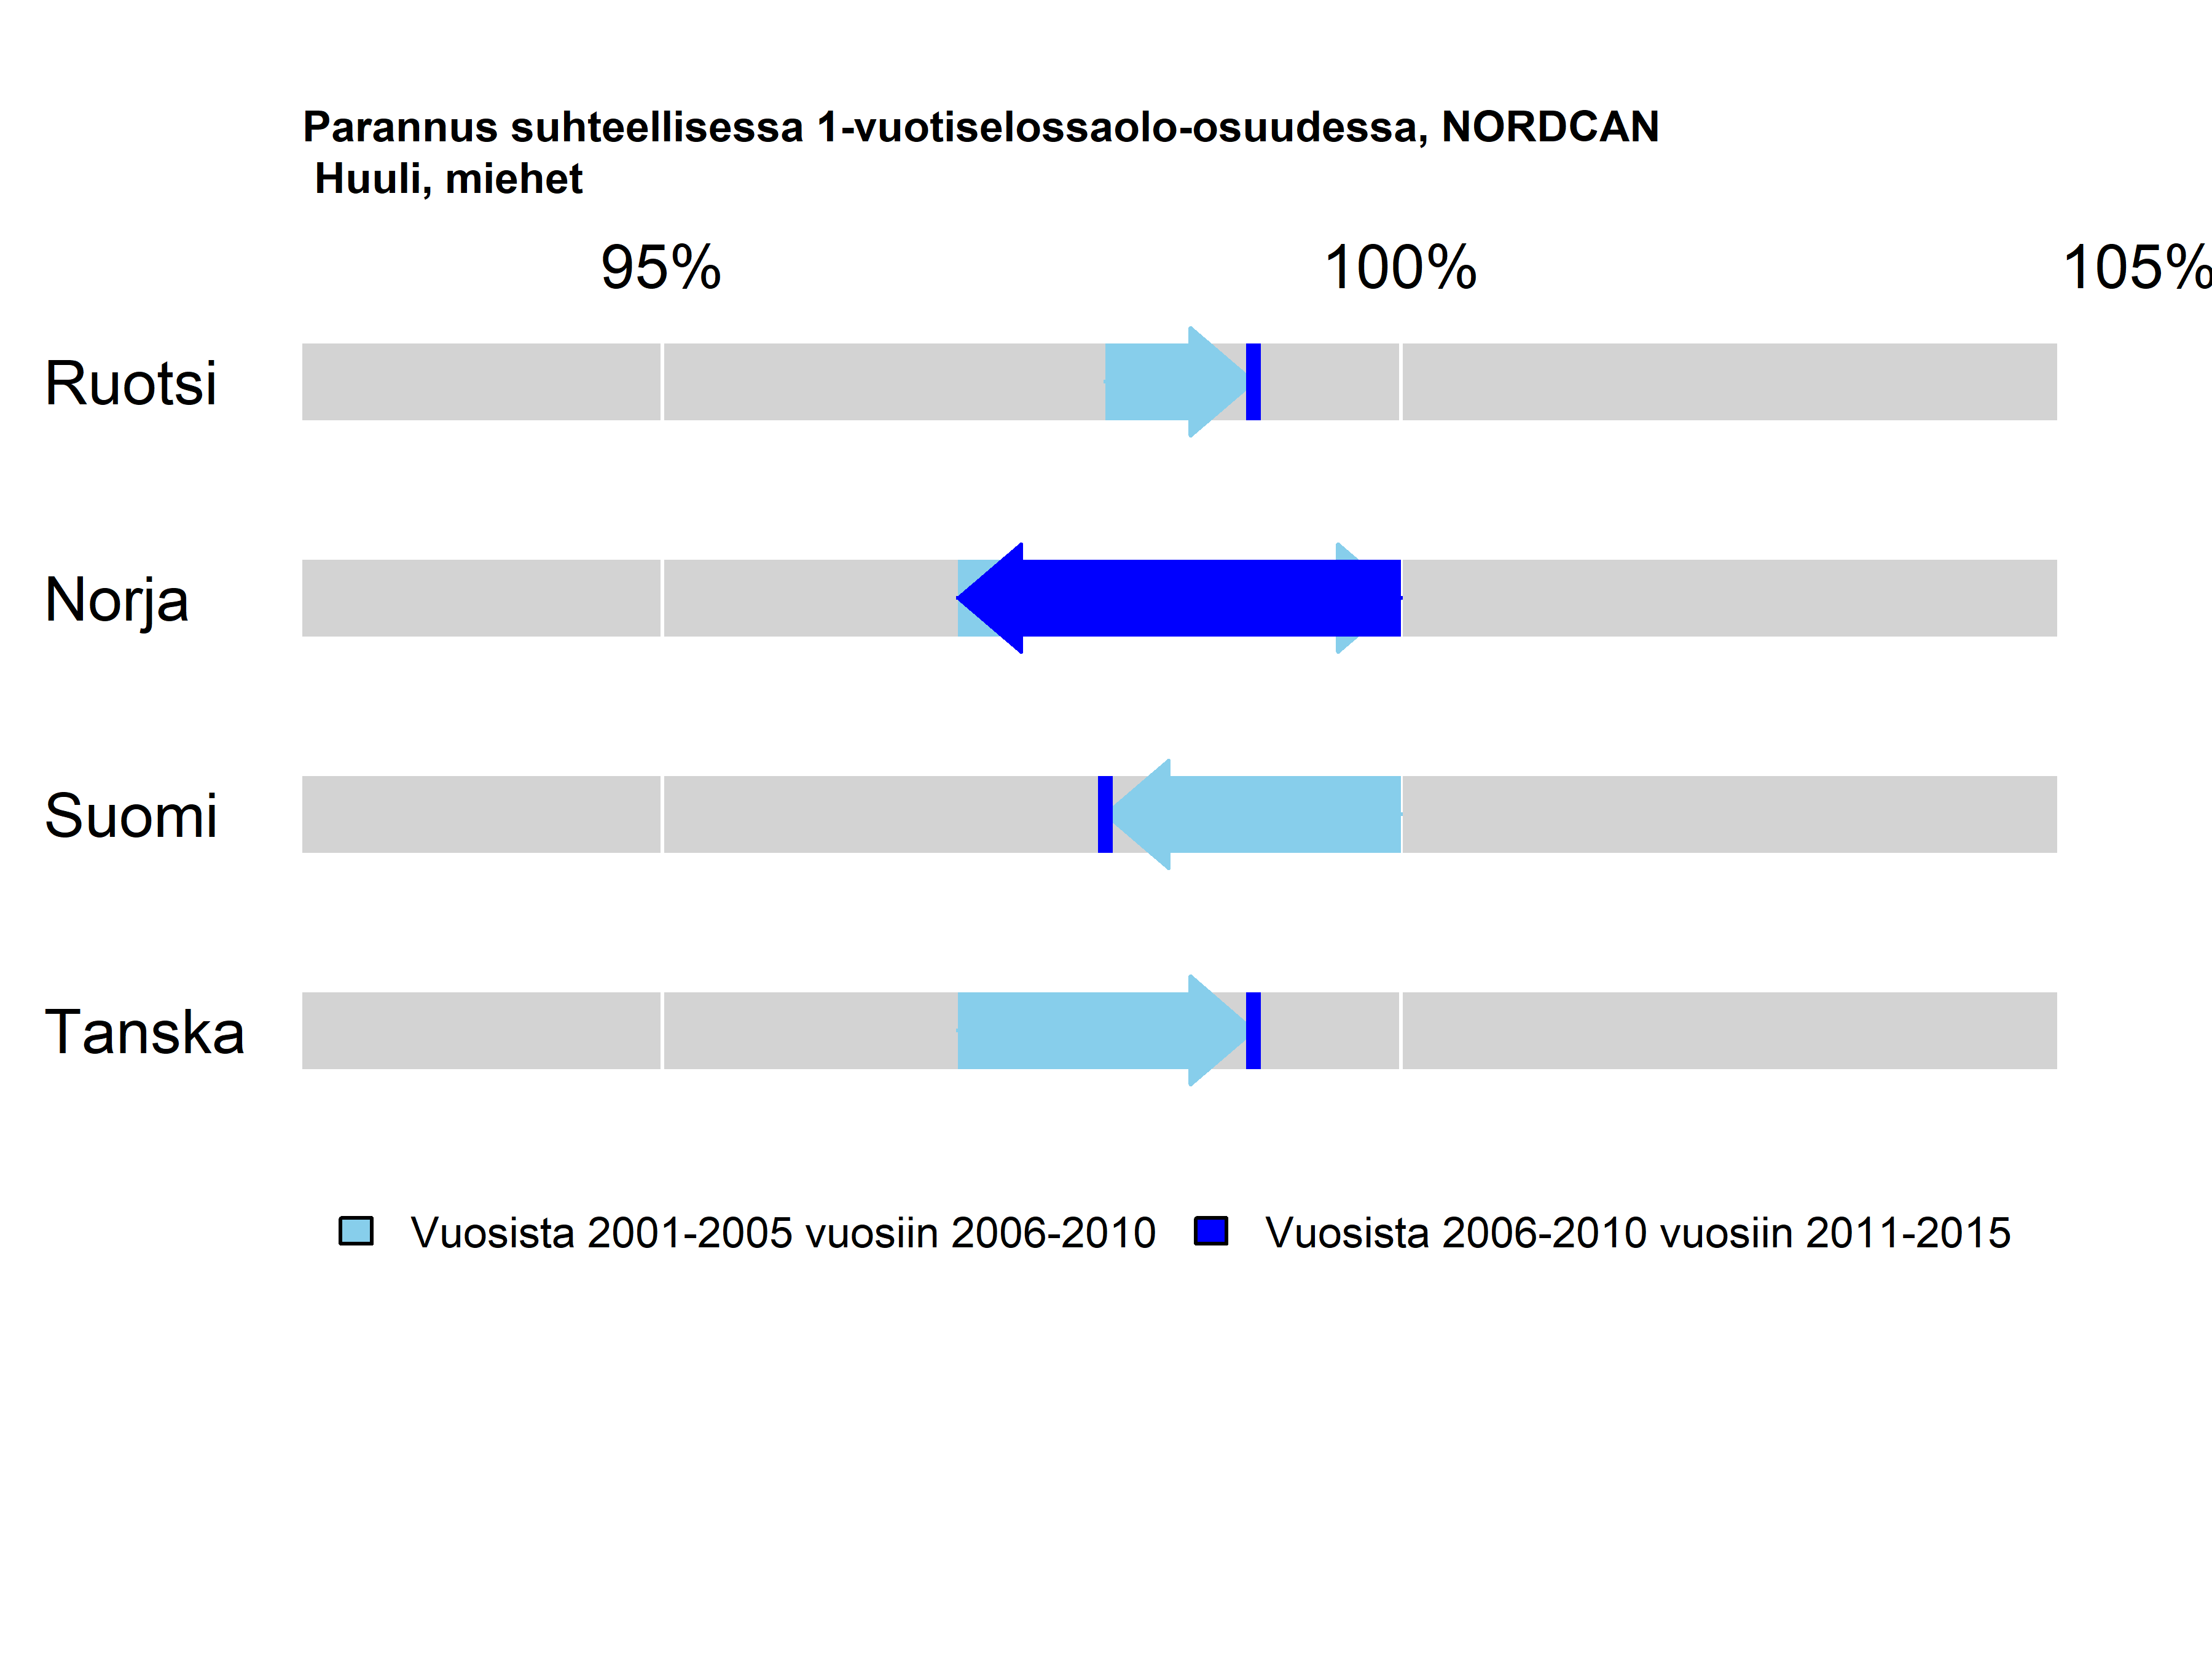 Parannus suhteellisessa 1-vuotiselossaolo-osuudessa, NORDCAN
Huuli, miehet
95% 100% 105%
Ruotsi
Norja
Suomi
Tanska
Vuosista 2001-2005 vuosiin 2006-2010 Vuosista 2006-2010 vuosiin 2011-2015